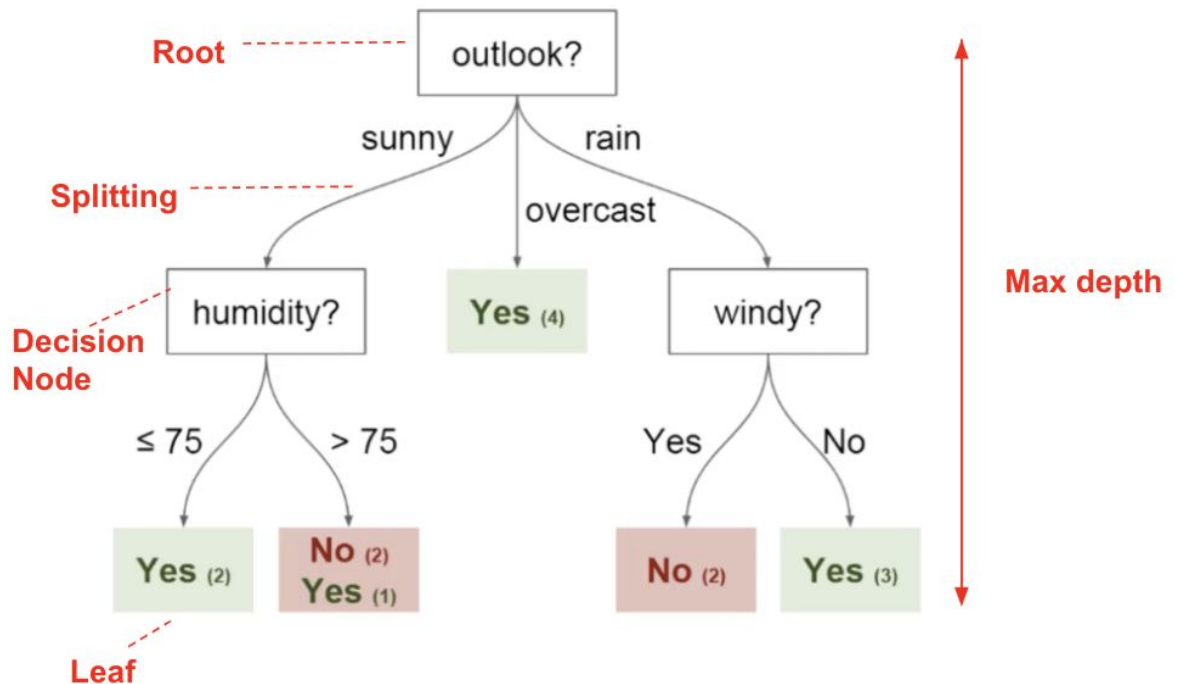 Root
outlook?
sunny
rain
Splitting
overcast
Max depth
humidity?
Yes (4)
windy?
Decision
Node
≤ 75
> 75
Yes
No
Yes (2)
No (2)
Yes (1)
No (2)
Yes (3)
Leaf